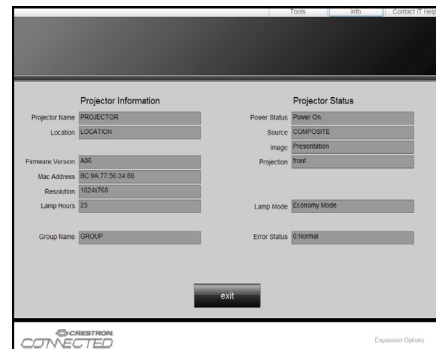 Tools Info Contact IT Help
Projector Information
Projector Name PROJECTOR
Location LOCATION
Firmware Version A06
Mac Address BC:9A:77:56:34:66
Resolution 1024x768
Lamp Hours 23
Group Name GROUP
Projector Status
Power Status Power On.
Source COMPOSITE
Image Presentation
Projection front
Lamp Mode Economy Mode
Error Status 0:Normal
exit
CRESTRON
CONNECTED
Expansion Options